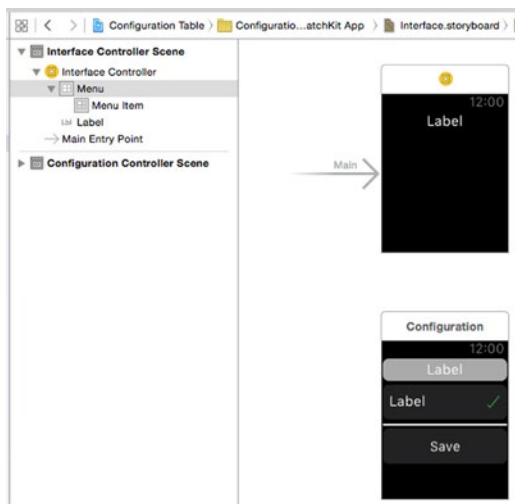 Configuration Table
Configuratio...atchKit App
Interface.storyboard
Interface Controller Scene
Interface Controller
Menu
Menu Item
Lbl Label
Main Entry Point
Configuration Controller Scene
12:00
Label
Main
Configuration
12:00
Label
Label
Save